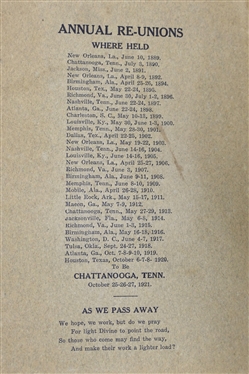 ANNUAL RE-UNIONS
WHERE HELD
New Orleans, La., June 10, 1889.
Chattanooga, Tenn., July 3, 1890.
Jackson, Miss., June 2, 1891.
New Orleans, La., April 8-9, 1892.
Birmingham, Ala., April 25-26, 1894.
Houston, Tex., May 22-24, 1895.
Richmond, Va., June 30, July 1-2, 1896.
Nashville, Tenn., June 22-24, 1897.
Atlanta, Ga., June 22-24, 1898.
Charleston, S. C., May 10-13, 1899.
Louisville, Ky., May 30, June 1-3, 1900.
Memphis, Tenn., May 28-30, 1901.
Dallas, Tex., April 22-25, 1902.
New Orleans, La., May 19-22, 1903.
Nashville, Tenn., June 14-16, 1904.
Louisville, Ky., June 14-16, 1905.
New Orleans, La., April 25-27, 1906.
Richmond, Va., June 3, 1907.
Birmingham, Ala., June 9-11, 1908.
Memphis, Tenn., June 8-10, 1909.
Mobile, Ala., April 26-28, 1910.
Little Rock, Ark., May 15-17, 1911.
Macon, Ga., May 7-9, 1912.
Chattanooga, Tenn., May 27-29, 1913.
Jacksonville, Fla., May 6-8, 1914.
Richmond, Va., June 1-3, 1915.
Birmingham, Ala., May 16-18, 1916.
Washington, D. C., June 4-7, 1917.
Tulsa, Okla., Sept. 24-27, 1918.
Atlanta, Ga., Oct. 7-8-9-10, 1919.
Houston, Texas, October 6-7-8- 1920.
To Be
CHATTANOOGA, TENN.
October 25-26-27, 1921.
AS WE PASS AWAY
We hope, we work, but do we pray
For light Divine to point the road,
So those who come may find the way,
And make their work a lighter load?